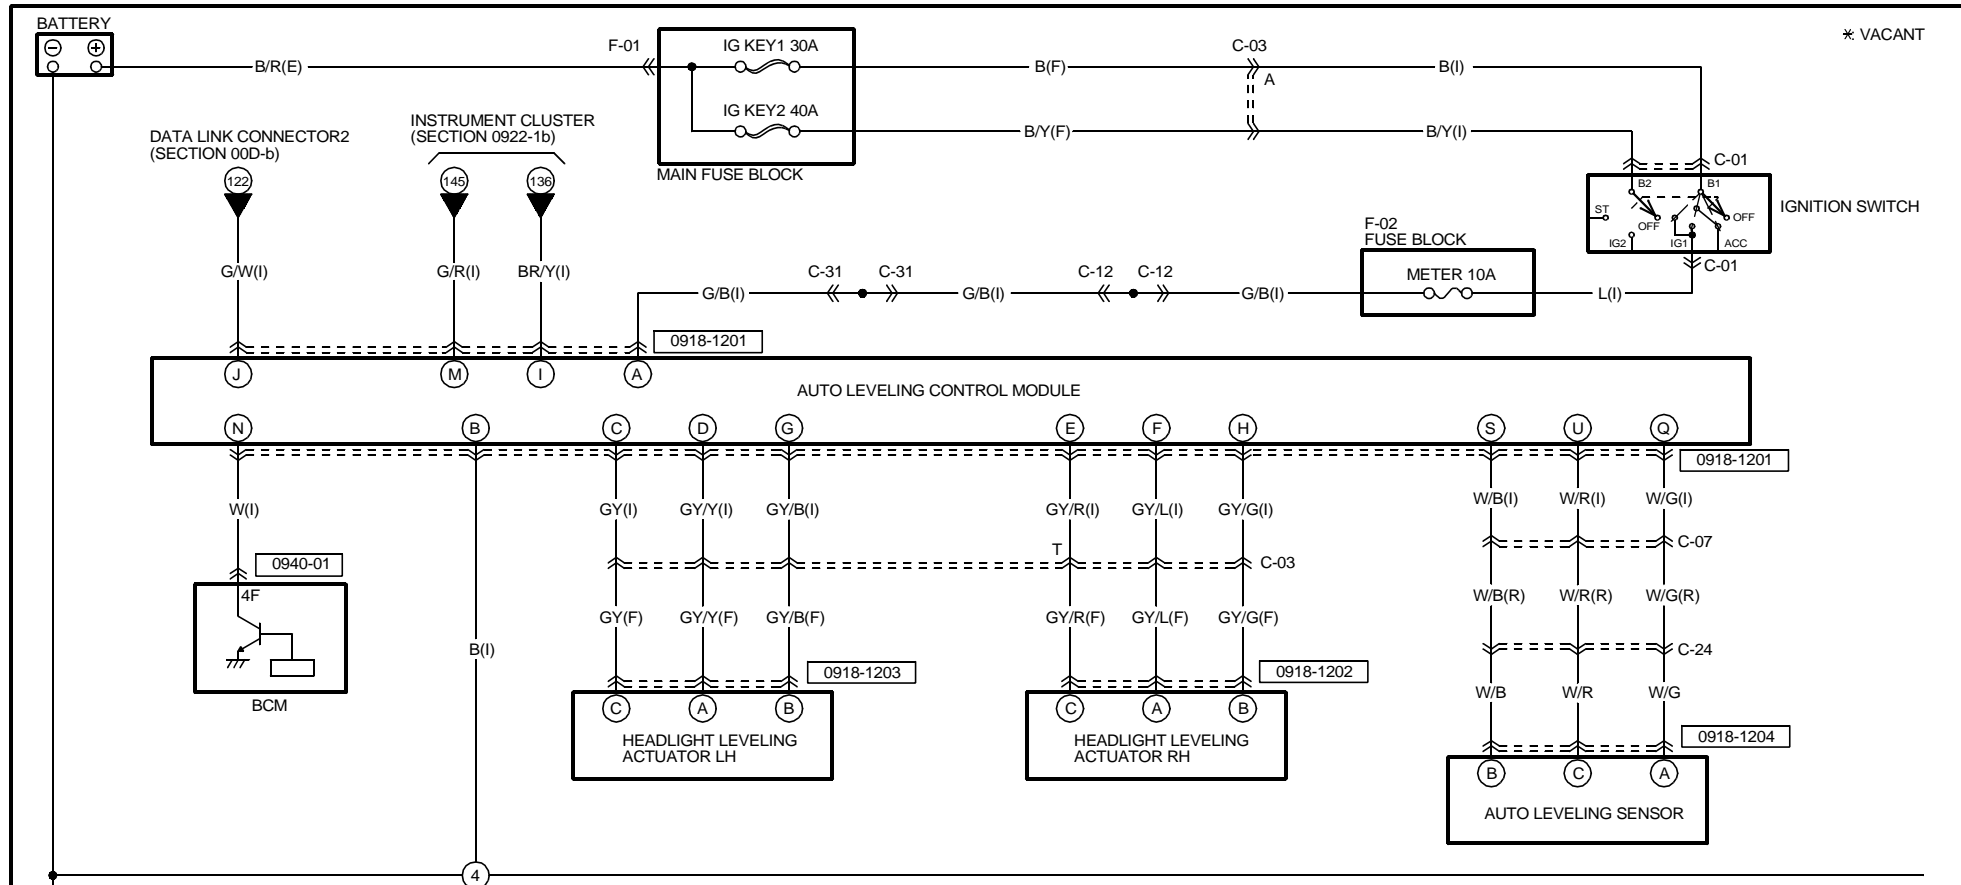 BATTERY
⊖ ⊕
B/R(E)
F-01
IG KEY1 30A
IG KEY2 40A
MAIN FUSE BLOCK
B(F)
B/Y(F)
C-03
A
B(I)
B/Y(I)
* VACANT
C-01
B2
B1
ST
OFF
OFF
IG2
IG1
ACC
IGNITION SWITCH
C-01
DATA LINK CONNECTOR2
(SECTION 00D-b)
122
INSTRUMENT CLUSTER
(SECTION 0922-1b)
145
136
G/W(I)
G/R(I)
BR/Y(I)
G/B(I)
C-31
C-31
G/B(I)
C-12
C-12
G/B(I)
F-02
FUSE BLOCK
METER 10A
L(I)
0918-1201
J
M
I
A
AUTO LEVELING CONTROL MODULE
N
B
C
D
G
E
F
H
S
U
Q
0918-1201
W(I)
GY(I)
GY/Y(I)
GY/B(I)
GY/R(I)
GY/L(I)
GY/G(I)
W/B(I)
W/R(I)
W/G(I)
T
C-03
C-07
0940-01
4F
BCM
B(I)
GY(F)
GY/Y(F)
GY/B(F)
GY/R(F)
GY/L(F)
GY/G(F)
W/B(R)
W/R(R)
W/G(R)
C-24
0918-1203
0918-1202
W/B
W/R
W/G
C
A
B
HEADLIGHT LEVELING
ACTUATOR LH
C
A
B
HEADLIGHT LEVELING
ACTUATOR RH
0918-1204
B
C
A
AUTO LEVELING SENSOR
4